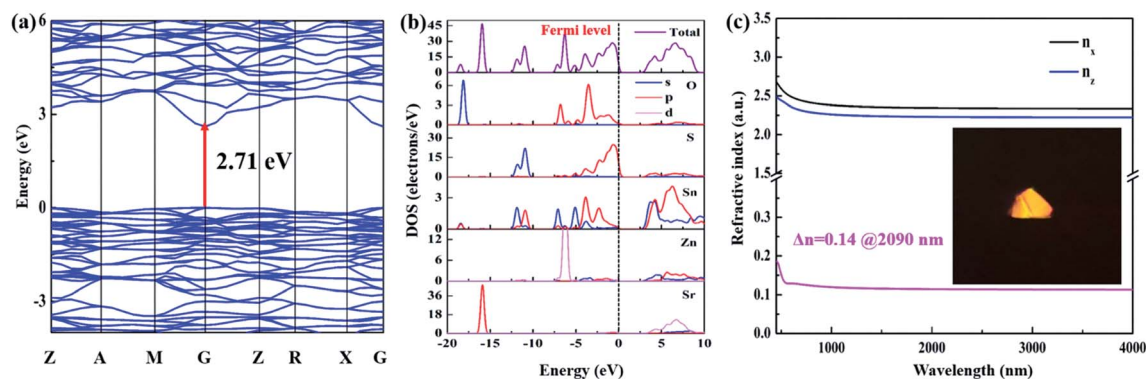 (a)
6
3
0
-3
Energy (eV)
2.71 eV
Z A M G Z R X G
(b)
Fermi level
Total
45
30
15
0
s
p
d
O
6
4
2
0
S
30
15
0
Sn
3
2
1
0
Zn
12
6
0
Sr
36
18
0
DOS (electrons/eV)
-20 -15 -10 -5 0 5 10
Energy (eV)
(c)
n_x
n_z
3.5
3.0
2.5
1.5
0.3
0.2
0.1
0.0
Refractive index (a.u.)
Δn=0.14 @2090 nm
1000 2000 3000 4000
Wavelength (nm)